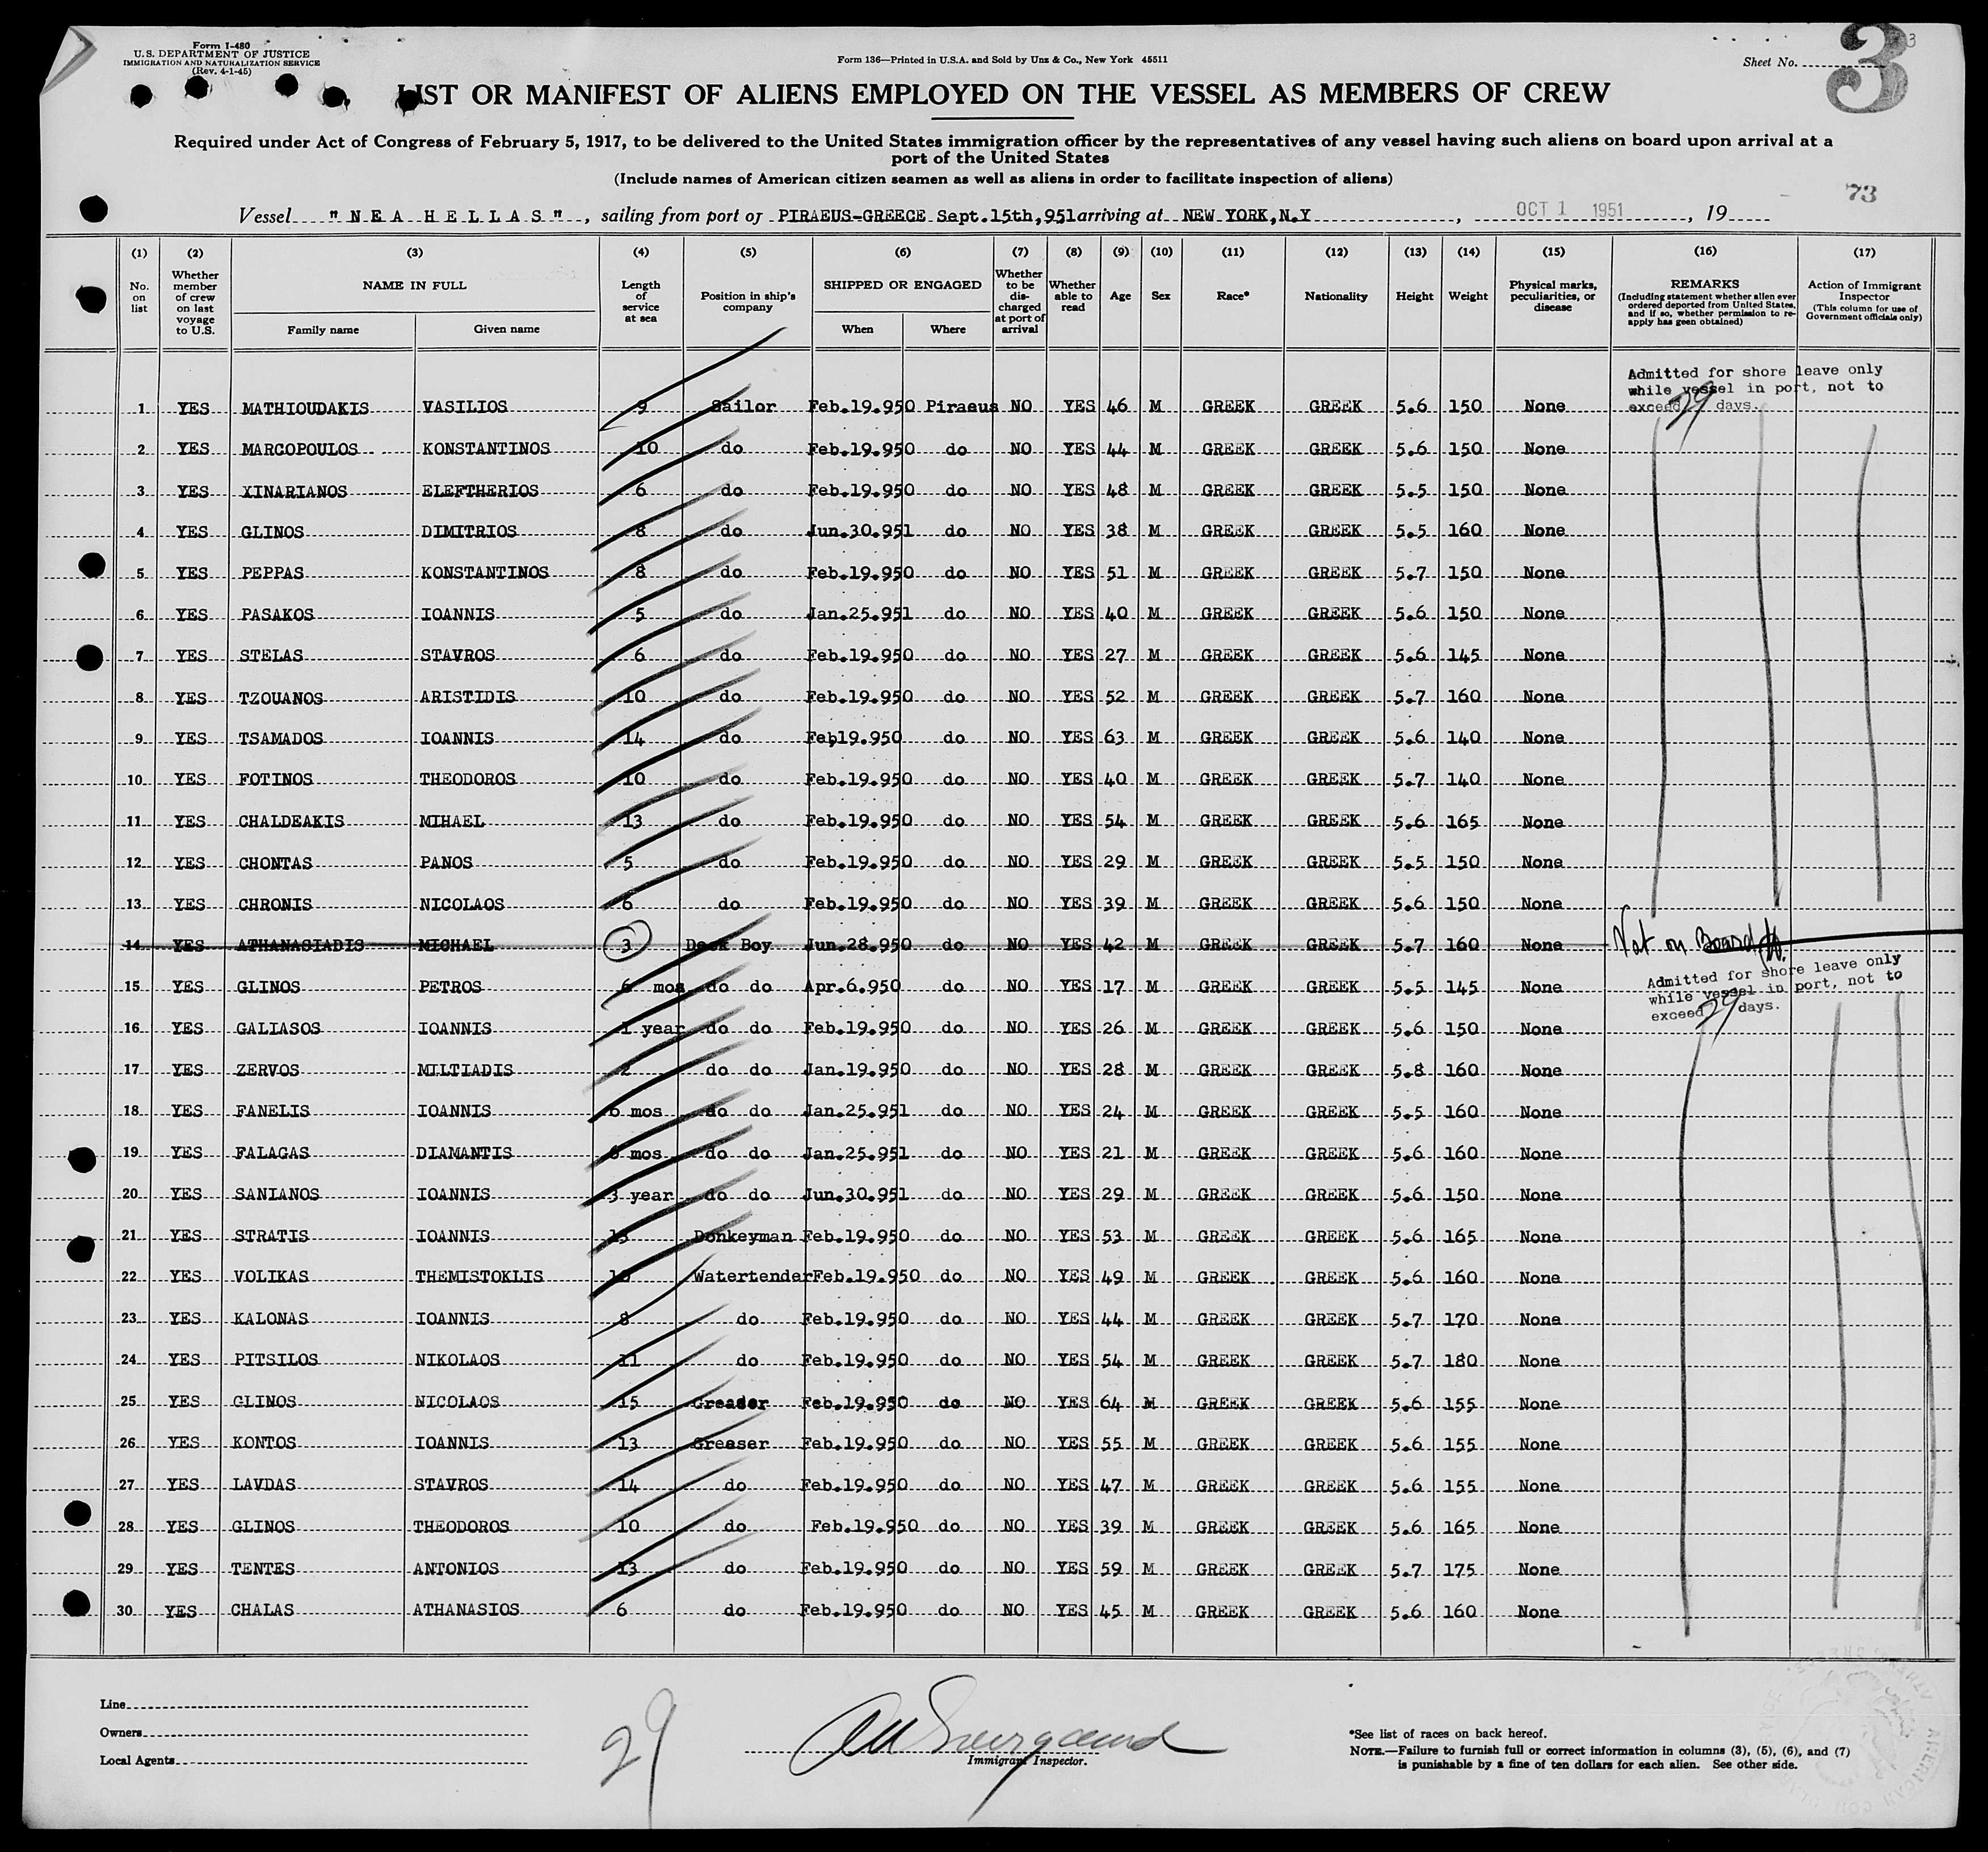 Form I-480
U.S. DEPARTMENT OF JUSTICE
IMMIGRATION AND NATURALIZATION SERVICE
(Rev. 4-1-45)
Form 136—Printed in U.S.A. and Sold by Unz & Co., New York 45511
Sheet No. 3
3
LIST OR MANIFEST OF ALIENS EMPLOYED ON THE VESSEL AS MEMBERS OF CREW
Required under Act of Congress of February 5, 1917, to be delivered to the United States immigration officer by the representatives of any vessel having such aliens on board upon arrival at a
port of the United States
(Include names of American citizen seamen as well as aliens in order to facilitate inspection of aliens)
73
Vessel "NEA HELLAS", sailing from port of PIRAEUS-GREECE Sept.15th,951 arriving at NEW YORK,N.Y, OCT 1 1951, 19
(1) (2) (3) (4) (5) (6) (7) (8) (9) (10) (11) (12) (13) (14) (15) (16) (17)
No. on list
Whether member of crew on last voyage to U.S.
NAME IN FULL
Family name Given name
Length of service at sea
Position in ship's company
SHIPPED OR ENGAGED
When Where
Whether to be discharged at port of arrival
Whether able to read
Age
Sex
Race*
Nationality
Height
Weight
Physical marks, peculiarities, or disease
REMARKS
(Including statement whether alien ever ordered deported from United States, and if so, whether permission to re-apply has geen obtained)
Action of Immigrant Inspector
(This column for use of Government officials only)
Admitted for shore leave only
while vessel in port, not to
exceed 29 days.
1 YES MATHIOUDAKIS VASILIOS 9 Sailor Feb.19.950 Piraeus NO YES 46 M GREEK GREEK 5.6 150 None
2 YES MARCOPOULOS KONSTANTINOS 10 do Feb.19.950 do NO YES 44 M GREEK GREEK 5.6 150 None
3 YES XINARIANOS ELEFTHERIOS 6 do Feb.19.950 do NO YES 48 M GREEK GREEK 5.5 150 None
4 YES GLINOS DIMITRIOS 8 do Jun.30.951 do NO YES 38 M GREEK GREEK 5.5 160 None
5 YES PEPPAS KONSTANTINOS 8 do Feb.19.950 do NO YES 51 M GREEK GREEK 5.7 150 None
6 YES PASAKOS IOANNIS 5 do Jan.25.951 do NO YES 40 M GREEK GREEK 5.6 150 None
7 YES STELAS STAVROS 6 do Feb.19.950 do NO YES 27 M GREEK GREEK 5.6 145 None
8 YES TZOUANOS ARISTIDIS 10 do Feb.19.950 do NO YES 52 M GREEK GREEK 5.7 160 None
9 YES TSAMADOS IOANNIS 14 do Feb19.950 do NO YES 63 M GREEK GREEK 5.6 140 None
10 YES FOTINOS THEODOROS 10 do Feb.19.950 do NO YES 40 M GREEK GREEK 5.7 140 None
11 YES CHALDEAKIS MIHAEL 13 do Feb.19.950 do NO YES 54 M GREEK GREEK 5.6 165 None
12 YES CHONTAS PANOS 5 do Feb.19.950 do NO YES 29 M GREEK GREEK 5.5 150 None
13 YES CHRONIS NICOLAOS 6 do Feb.19.950 do NO YES 39 M GREEK GREEK 5.6 150 None
14 YES ATHANASIADIS MICHAEL 3 Deck Boy Jun.28.950 do NO YES 42 M GREEK GREEK 5.7 160 None Not on Board
Admitted for shore leave only
while vessel in port, not to
exceed 29 days.
15 YES GLINOS PETROS 6 mos do do Apr.6.950 do NO YES 17 M GREEK GREEK 5.5 145 None
16 YES GALIASOS IOANNIS 1 year do do Feb.19.950 do NO YES 26 M GREEK GREEK 5.6 150 None
17 YES ZERVOS MILTIADIS 2 do do Jan.19.950 do NO YES 28 M GREEK GREEK 5.8 160 None
18 YES FANELIS IOANNIS 6 mos do do Jan.25.951 do NO YES 24 M GREEK GREEK 5.5 160 None
19 YES FALAGAS DIAMANTIS 6 mos do do Jan.25.951 do NO YES 21 M GREEK GREEK 5.6 160 None
20 YES SANIANOS IOANNIS 3 year do do Jun.30.951 do NO YES 29 M GREEK GREEK 5.6 150 None
21 YES STRATIS IOANNIS 13 Donkeyman Feb.19.950 do NO YES 53 M GREEK GREEK 5.6 165 None
22 YES VOLIKAS THEMISTOKLIS Watertender Feb.19.950 do NO YES 49 M GREEK GREEK 5.6 160 None
23 YES KALONAS IOANNIS 8 do Feb.19.950 do NO YES 44 M GREEK GREEK 5.7 170 None
24 YES PITSILOS NIKOLAOS 11 do Feb.19.950 do NO YES 54 M GREEK GREEK 5.7 180 None
25 YES GLINOS NICOLAOS 15 Greaser Feb.19.950 do NO YES 64 M GREEK GREEK 5.6 155 None
26 YES KONTOS IOANNIS 13 Greaser Feb.19.950 do NO YES 55 M GREEK GREEK 5.6 155 None
27 YES LAVDAS STAVROS 14 do Feb.19.950 do NO YES 47 M GREEK GREEK 5.6 155 None
28 YES GLINOS THEODOROS 10 do Feb.19.950 do NO YES 39 M GREEK GREEK 5.6 165 None
29 YES TENTES ANTONIOS 13 do Feb.19.950 do NO YES 59 M GREEK GREEK 5.7 175 None
30 YES CHALAS ATHANASIOS 6 do Feb.19.950 do NO YES 45 M GREEK GREEK 5.6 160 None
Line
Owners
Local Agents
29
Immigrant Inspector.
*See list of races on back hereof.
NOTE.—Failure to furnish full or correct information in columns (3), (5), (6), and (7)
is punishable by a fine of ten dollars for each alien. See other side.